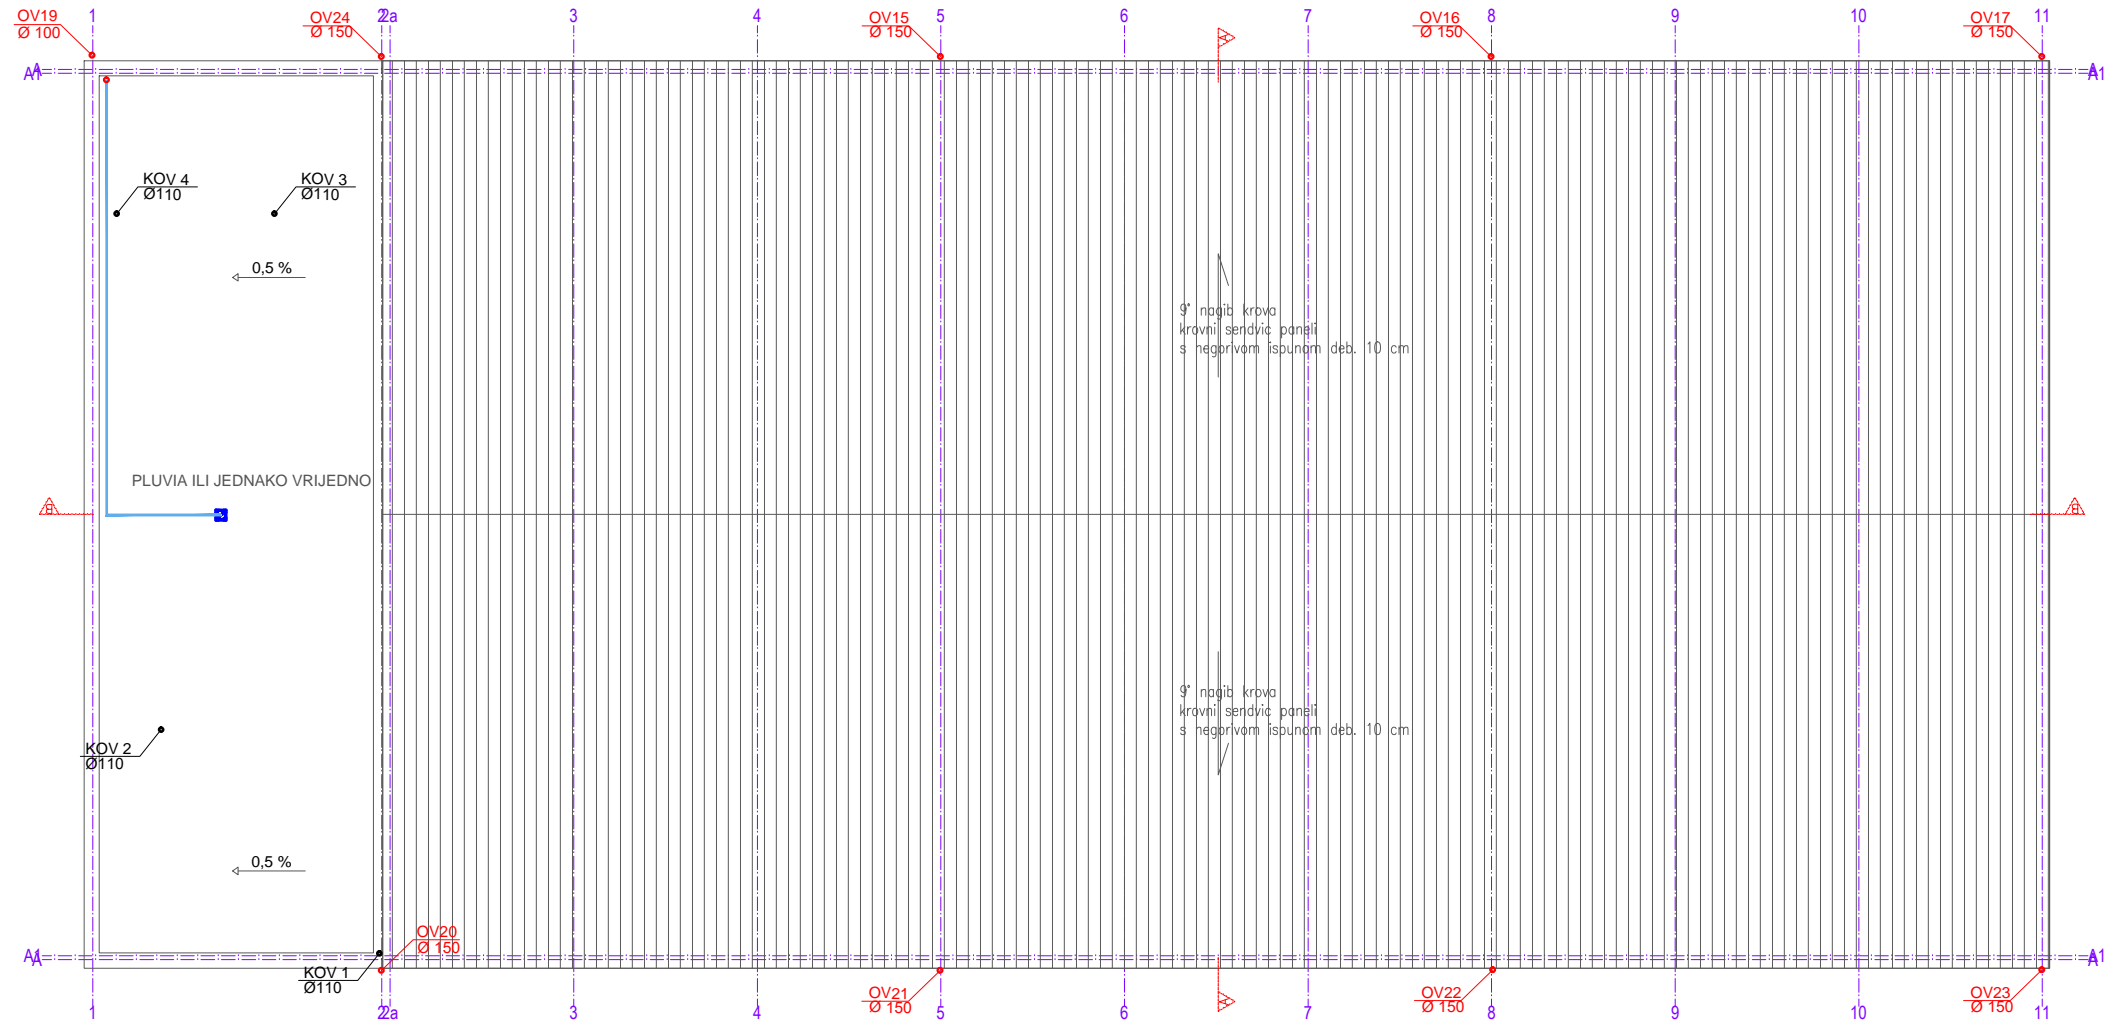 OV19
Ø 100
1
OV24
Ø 150
2 2a
3
4
OV15
Ø 150
5
6
A
7
OV16
Ø 150
8
9
10
OV17
Ø 150
11
A1 A
A1
A
KOV 4
Ø110
KOV 3
Ø110
0,5 %
9° nagib krova
krovni sendvic paneli
s negorivom ispunom deb. 10 cm
PLUVIA ILI JEDNAKO VRIJEDNO
B
B
9° nagib krova
krovni sendvic paneli
s negorivom ispunom deb. 10 cm
KOV 2
Ø110
0,5 %
OV20
Ø 150
A1
A
A1
A
KOV 1
Ø110
OV21
Ø 150
A
OV22
Ø 150
OV23
Ø 150
1
2 2a
3
4
5
6
7
8
9
10
11